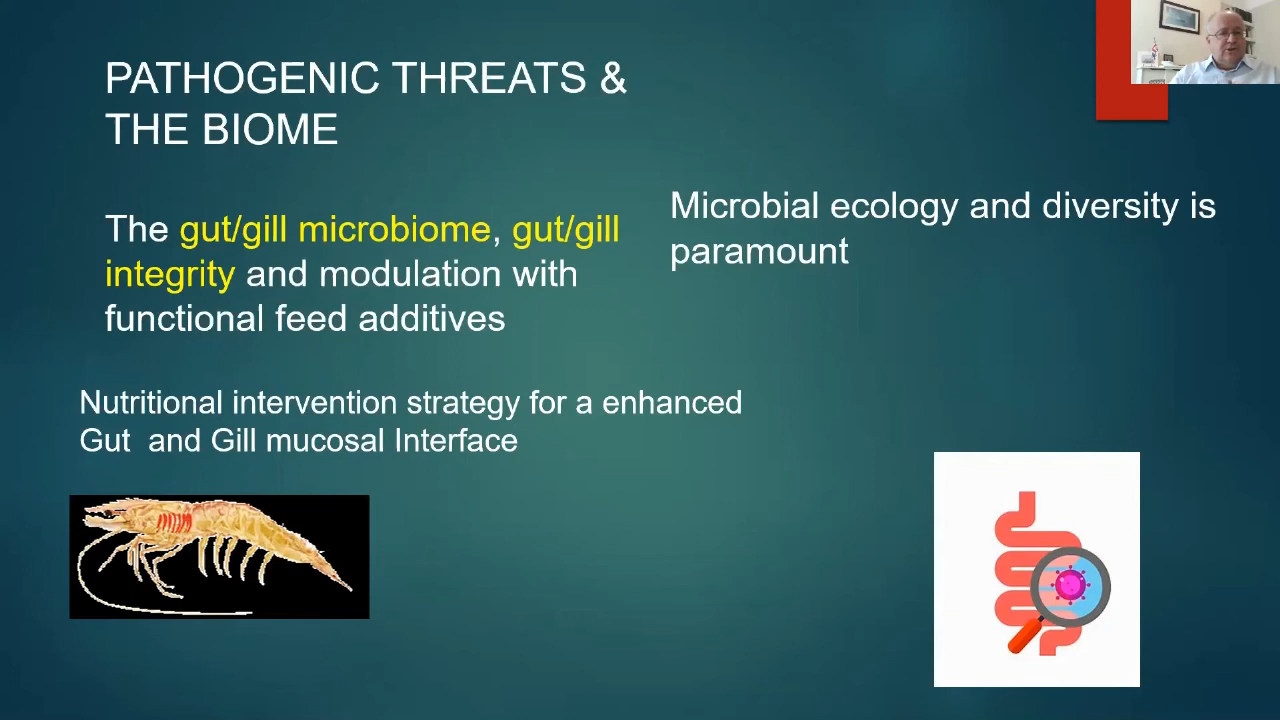 PATHOGENIC THREATS &
THE BIOME
The gut/gill microbiome, gut/gill
integrity and modulation with
functional feed additives
Microbial ecology and diversity is
paramount
Nutritional intervention strategy for a enhanced
Gut and Gill mucosal Interface